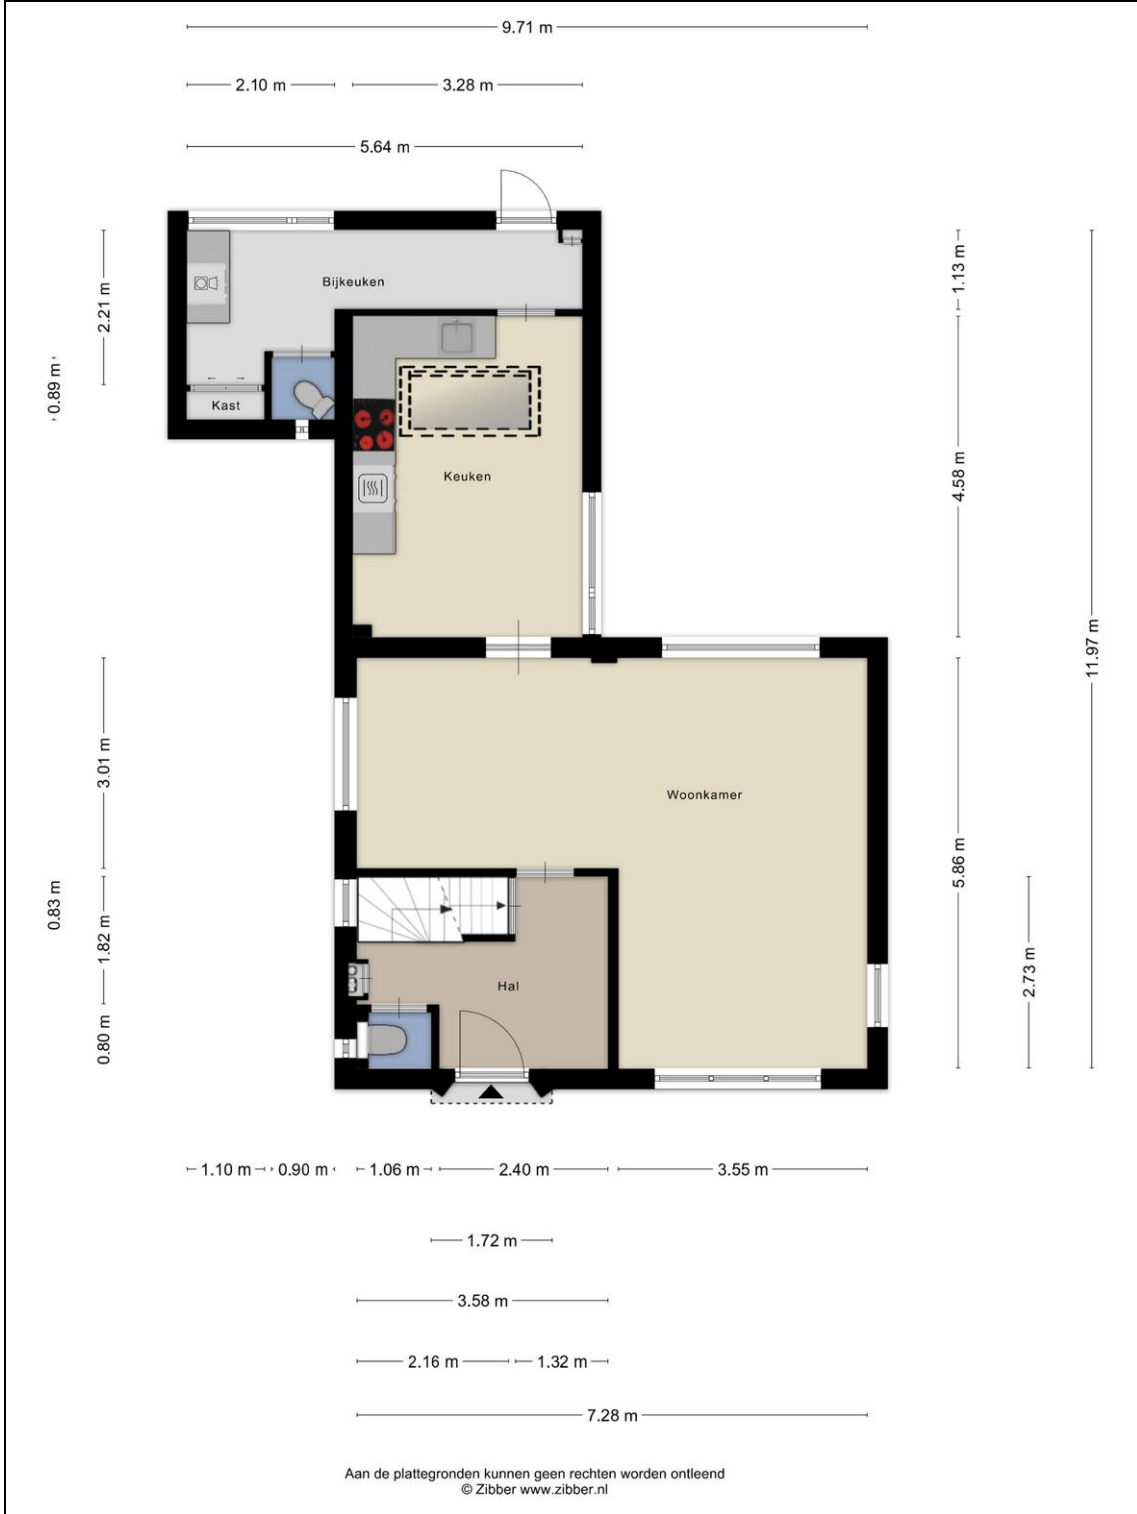 9.71 m
2.10 m
3.28 m
5.64 m
1.13 m
2.21 m
Bijkeuken
0.89 m
Kast
4.58 m
Keuken
11.97 m
3.01 m
Woonkamer
5.86 m
0.83 m
1.82 m
2.73 m
Hal
0.80 m
1.10 m
0.90 m
1.06 m
2.40 m
3.55 m
1.72 m
3.58 m
2.16 m
1.32 m
7.28 m
Aan de plattegronden kunnen geen rechten worden ontleend
© Zibber www.zibber.nl